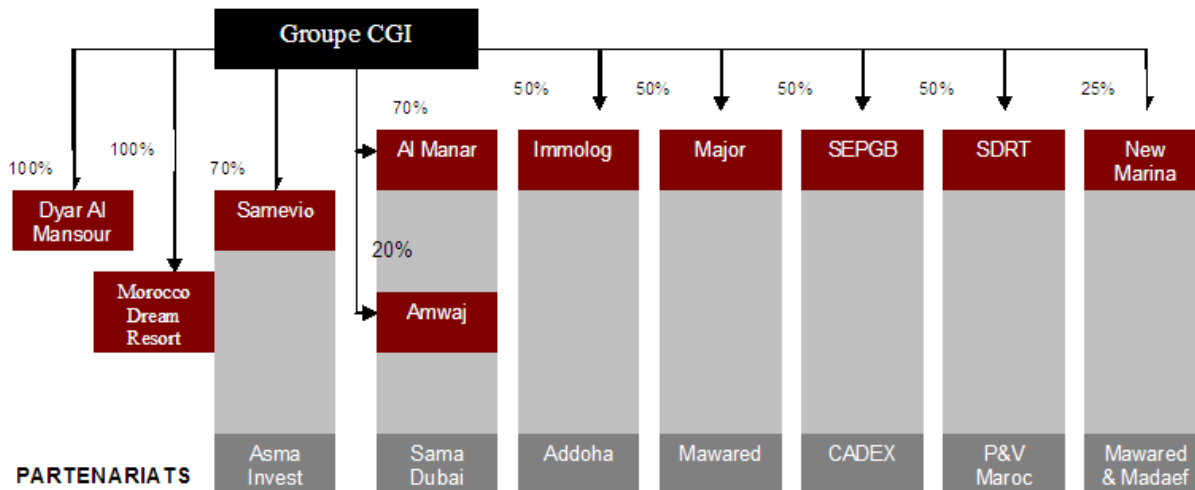 Groupe CGI
50%
50%
50%
50%
25%
70%
100%
100%
70%
Al Manar
Immolog
Major
SEPGB
SDRT
New
Marina
Dyar Al
Mansour
Samevio
20%
Morocco
Dream
Resort
Amwaj
PARTENARIATS
Asma
Invest
Sama
Dubai
Addoha
Mawared
CADEX
P&V
Maroc
Mawared
& Madaef